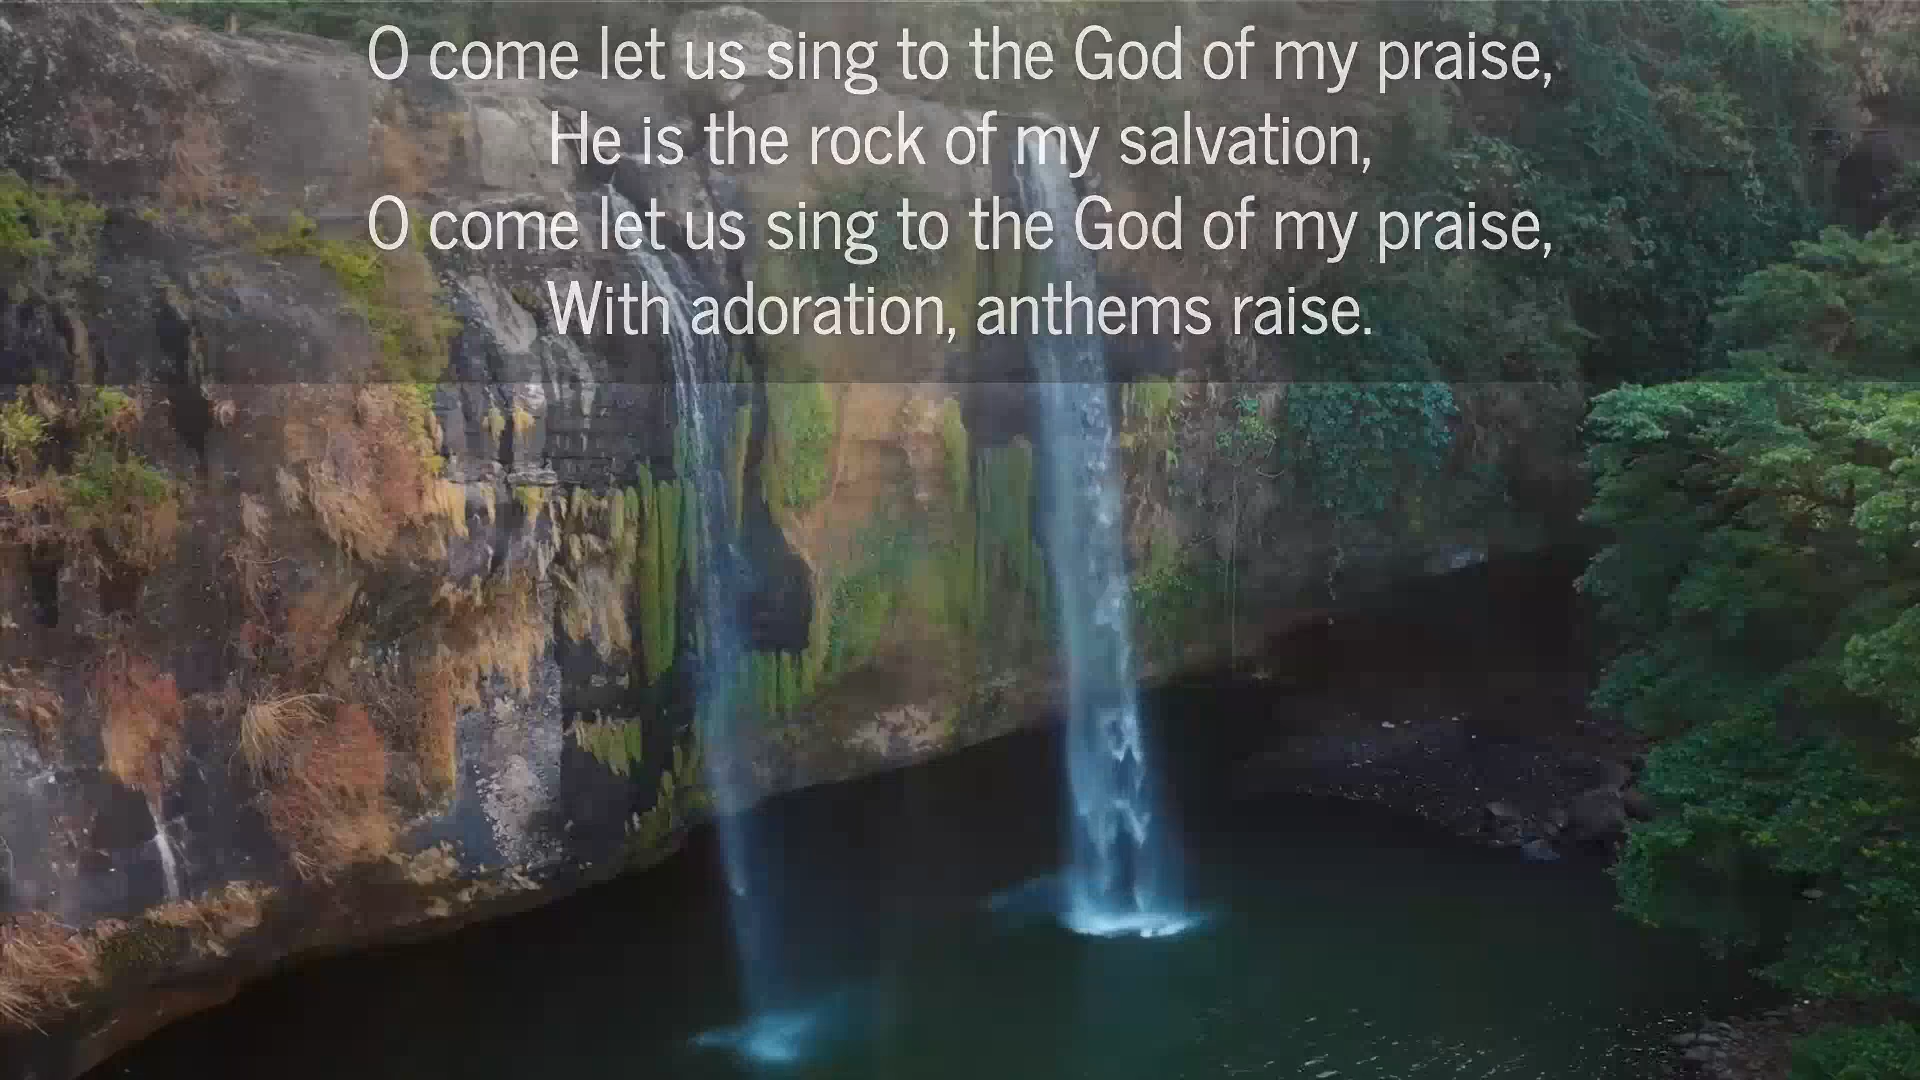 O come let us sing to the God of my praise,
He is the rock of my salvation,
O come let us sing to the God of my praise,
With adoration, anthems raise.